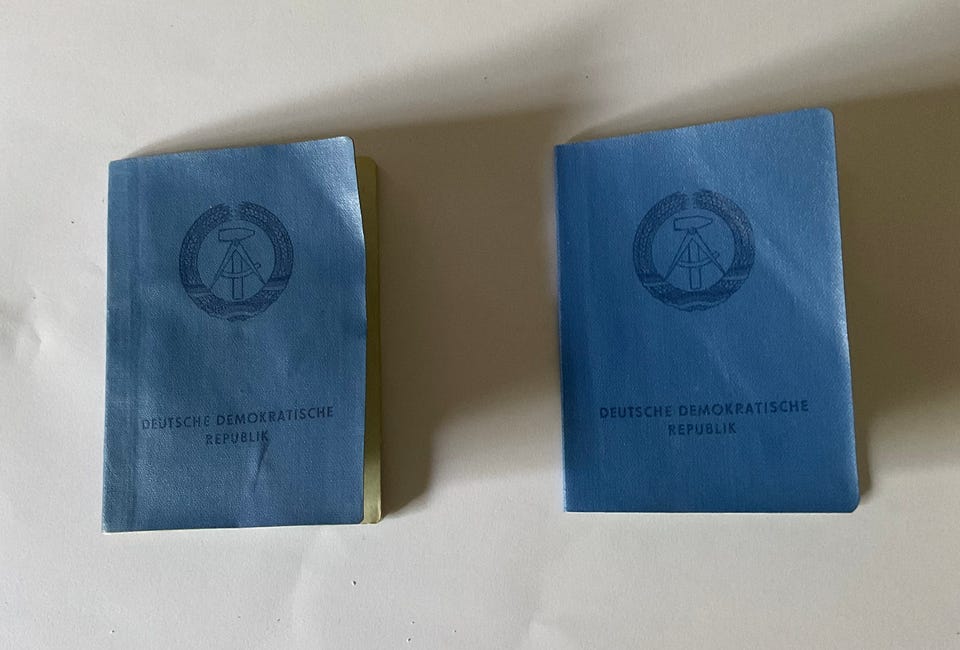 DEUTSCHE DEMOKRATISCHE
REPUBLIK
DEUTSCHE DEMOKRATISCHE
REPUBLIK